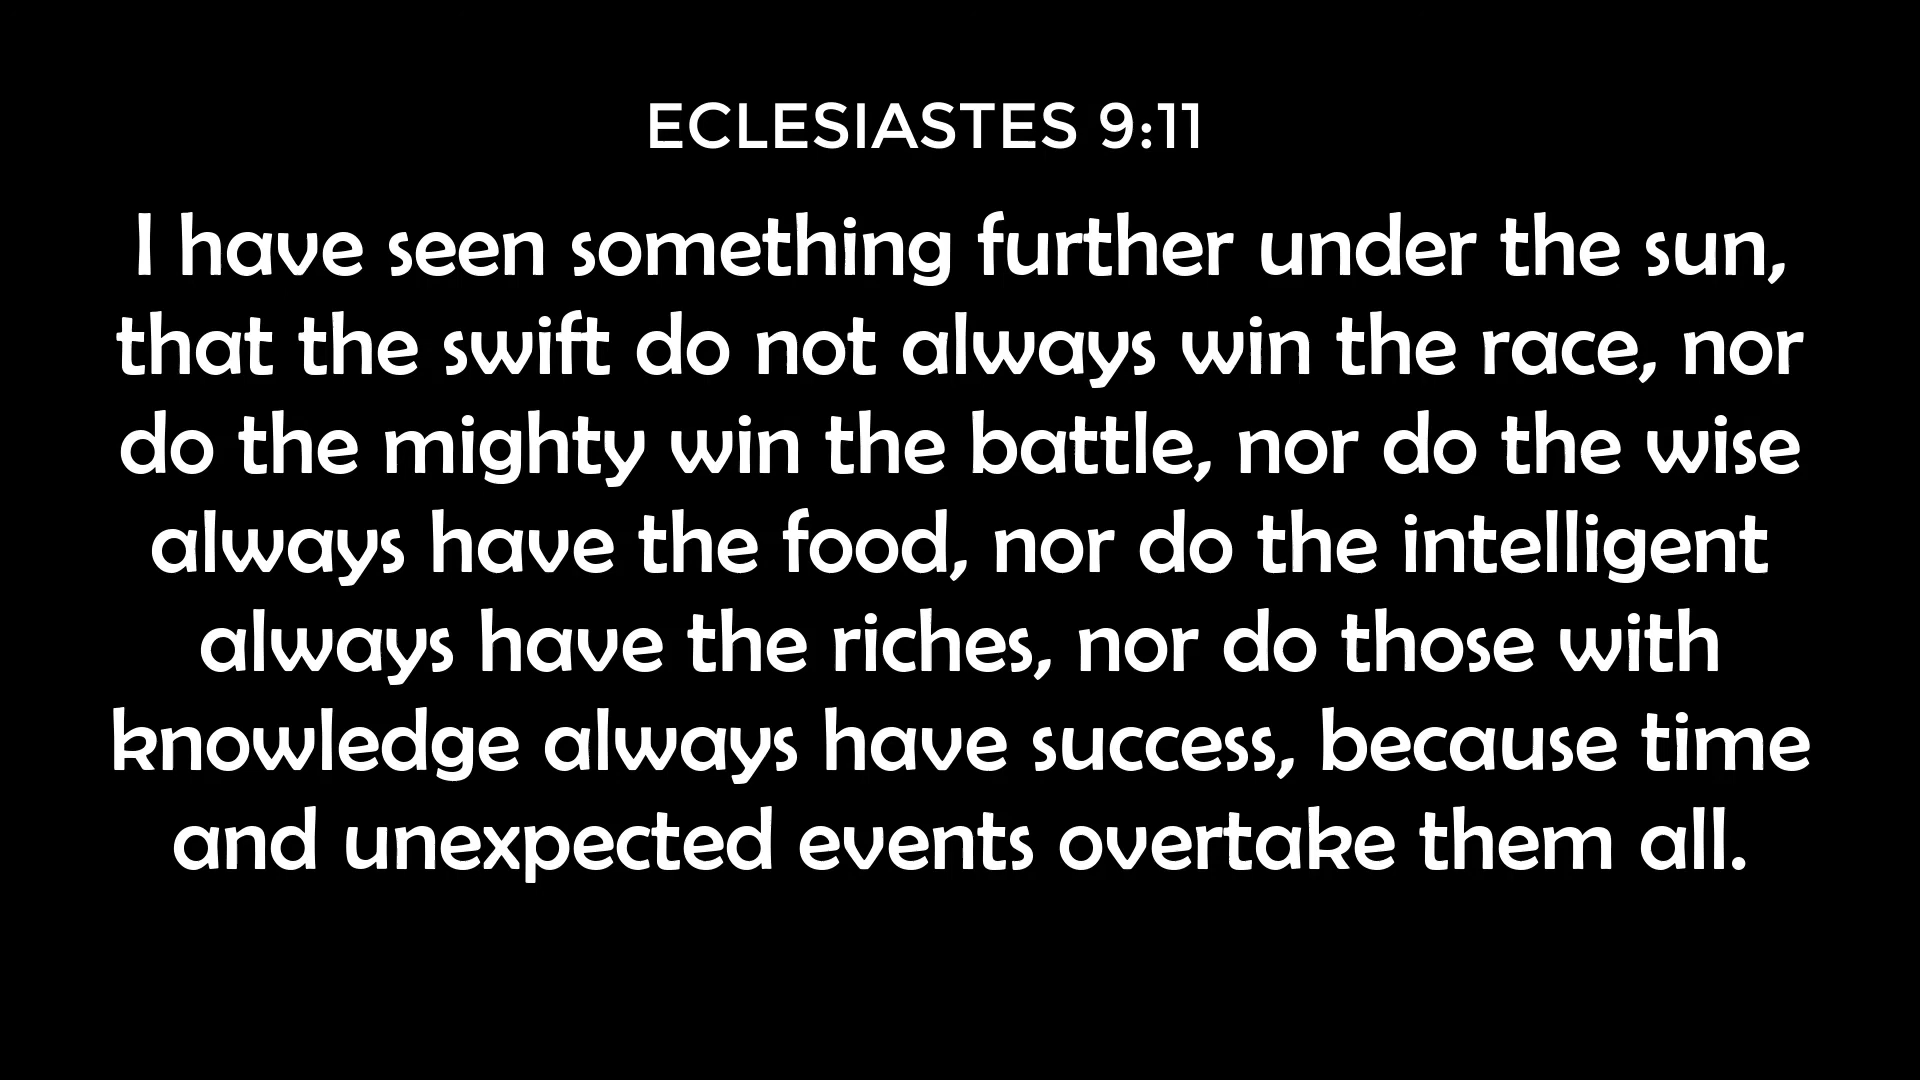 ECLESIASTES 9:11
I have seen something further under the sun,
that the swift do not always win the race, nor
do the mighty win the battle, nor do the wise
always have the food, nor do the intelligent
always have the riches, nor do those with
knowledge always have success, because time
and unexpected events overtake them all.